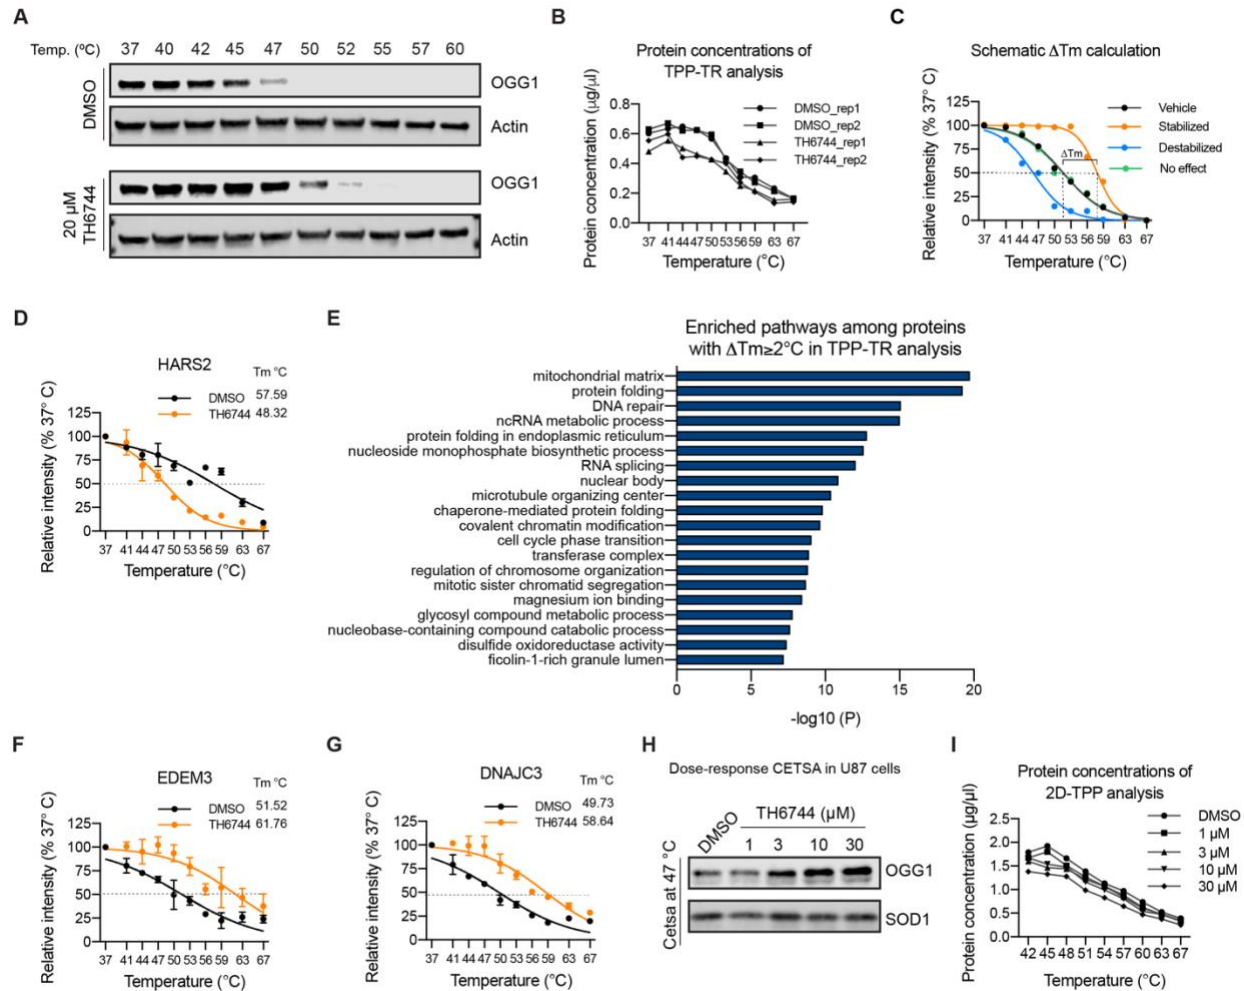 A
Temp. (ºC) 37 40 42 45 47 50 52 55 57 60
DMSO
OGG1
Actin
20 µM
TH6744
OGG1
Actin
B
Protein concentrations of
TPP-TR analysis
Protein concentration (µg/µl)
0.8
0.6
0.4
0.2
0.0
DMSO_rep1
DMSO_rep2
TH6744_rep1
TH6744_rep2
37 41 44 47 50 53 56 59 63 67
Temperature (°C)
C
Schematic ΔTm calculation
Relative intensity (% 37° C)
125
100
75
50
25
0
ΔTm
Vehicle
Stabilized
Destabilized
No effect
37 41 44 47 50 53 56 59 63 67
Temperature (°C)
D
HARS2
Tm °C
DMSO 57.59
TH6744 48.32
Relative intensity (% 37° C)
125
100
75
50
25
0
37 41 44 47 50 53 56 59 63 67
Temperature (°C)
E
Enriched pathways among proteins
with ΔTm≥2°C in TPP-TR analysis
mitochondrial matrix
protein folding
DNA repair
ncRNA metabolic process
protein folding in endoplasmic reticulum
nucleoside monophosphate biosynthetic process
RNA splicing
nuclear body
microtubule organizing center
chaperone-mediated protein folding
covalent chromatin modification
cell cycle phase transition
transferase complex
regulation of chromosome organization
mitotic sister chromatid segregation
magnesium ion binding
glycosyl compound metabolic process
nucleobase-containing compound catabolic process
disulfide oxidoreductase activity
ficolin-1-rich granule lumen
0 5 10 15 20
-log10 (P)
F
EDEM3
Tm °C
DMSO 51.52
TH6744 61.76
Relative intensity (% 37° C)
125
100
75
50
25
0
37 41 44 47 50 53 56 59 63 67
Temperature (°C)
G
DNAJC3
Tm °C
DMSO 49.73
TH6744 58.64
Relative intensity (% 37° C)
125
100
75
50
25
0
37 41 44 47 50 53 56 59 63 67
Temperature (°C)
H
Dose-response CETSA in U87 cells
TH6744 (µM)
DMSO 1 3 10 30
Cetsa at 47 °C
OGG1
SOD1
I
Protein concentrations of
2D-TPP analysis
Protein concentration (µg/µl)
2.5
2.0
1.5
1.0
0.5
0.0
DMSO
1 µM
3 µM
10 µM
30 µM
42 45 48 51 54 57 60 63 67
Temperature (°C)